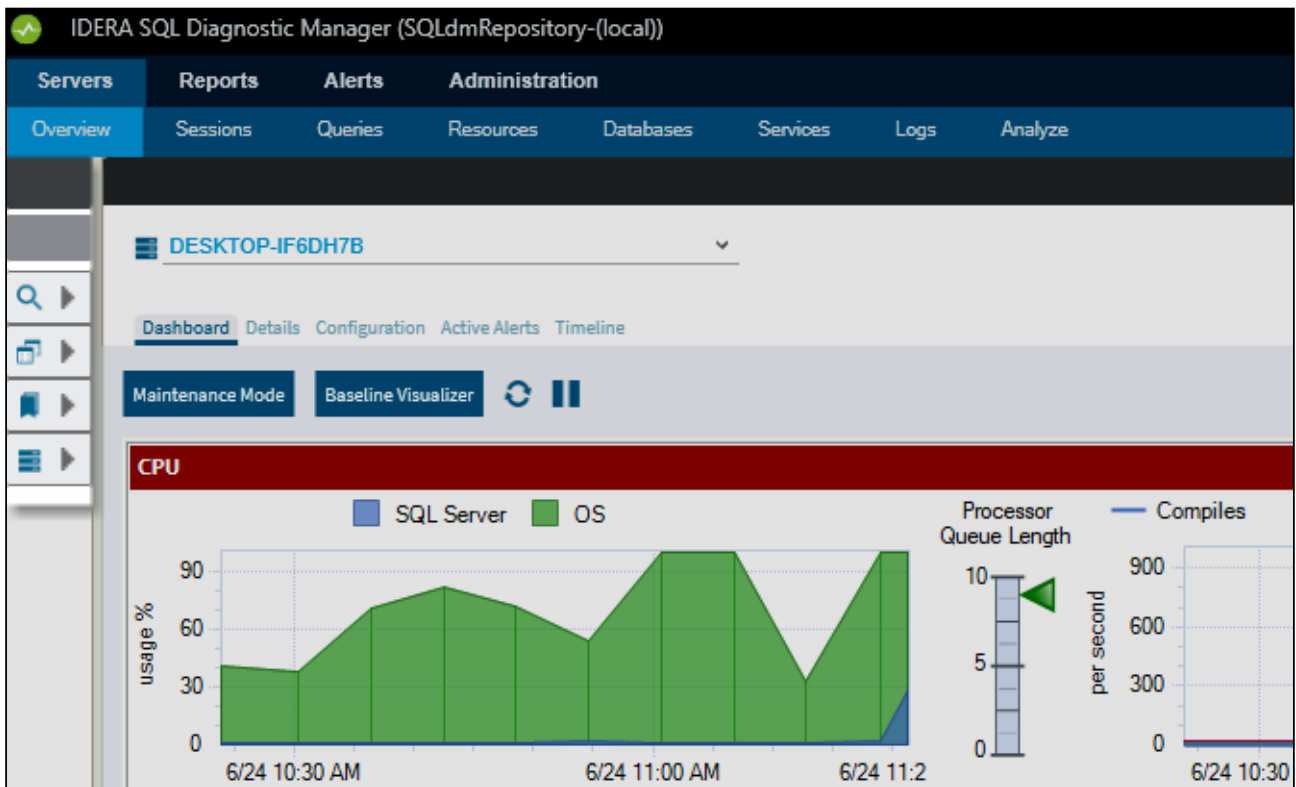 IDERA SQL Diagnostic Manager (SQLdmRepository-(local))
Servers Reports Alerts Administration
Overview Sessions Queries Resources Databases Services Logs Analyze
DESKTOP-IF6DH7B
Dashboard Details Configuration Active Alerts Timeline
Maintenance Mode Baseline Visualizer
CPU
SQL Server OS
Processor
Queue Length
Compiles
90
60
30
0
usage %
6/24 10:30 AM 6/24 11:00 AM 6/24 11:2
10
5
0
per second
900
600
300
0
6/24 10:30